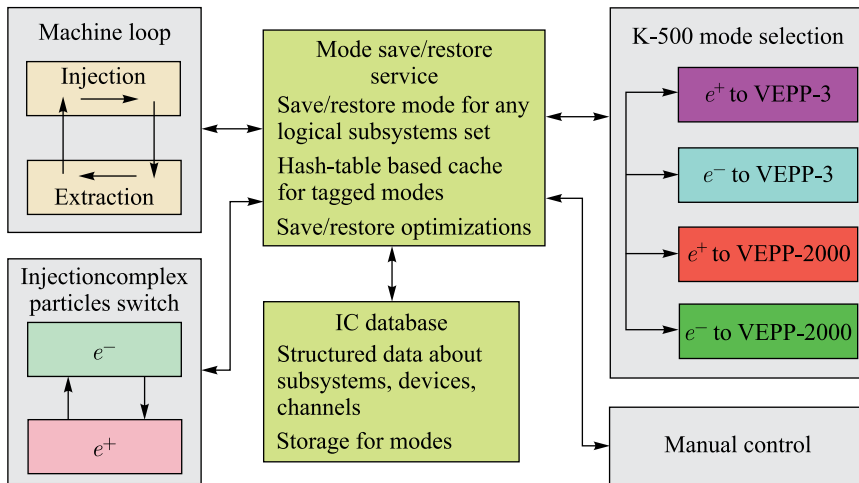 Machine loop
Injection
Extraction
Injectioncomplex
particles switch
e−
e+
Mode save/restore
service
Save/restore mode for any
logical subsystems set
Hash-table based cache
for tagged modes
Save/restore optimizations
IC database
Structured data about
subsystems, devices,
channels
Storage for modes
K-500 mode selection
e+ to VEPP-3
e− to VEPP-3
e+ to VEPP-2000
e− to VEPP-2000
Manual control